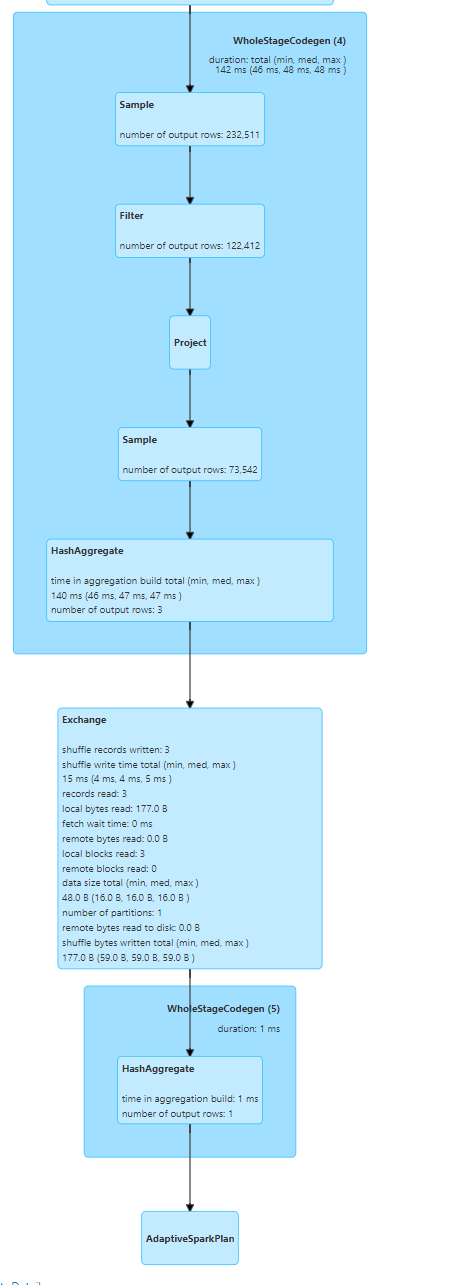 WholeStageCodegen (4)
duration: total (min, med, max )
142 ms (46 ms, 48 ms, 48 ms )
Sample
number of output rows: 232,511
Filter
number of output rows: 122,412
Project
Sample
number of output rows: 73,542
HashAggregate
time in aggregation build total (min, med, max )
140 ms (46 ms, 47 ms, 47 ms )
number of output rows: 3
Exchange
shuffle records written: 3
shuffle write time total (min, med, max )
15 ms (4 ms, 4 ms, 5 ms )
records read: 3
local bytes read: 177.0 B
fetch wait time: 0 ms
remote bytes read: 0.0 B
local blocks read: 3
remote blocks read: 0
data size total (min, med, max )
48.0 B (16.0 B, 16.0 B, 16.0 B )
number of partitions: 1
remote bytes read to disk: 0.0 B
shuffle bytes written total (min, med, max )
177.0 B (59.0 B, 59.0 B, 59.0 B )
WholeStageCodegen (5)
duration: 1 ms
HashAggregate
time in aggregation build: 1 ms
number of output rows: 1
AdaptiveSparkPlan